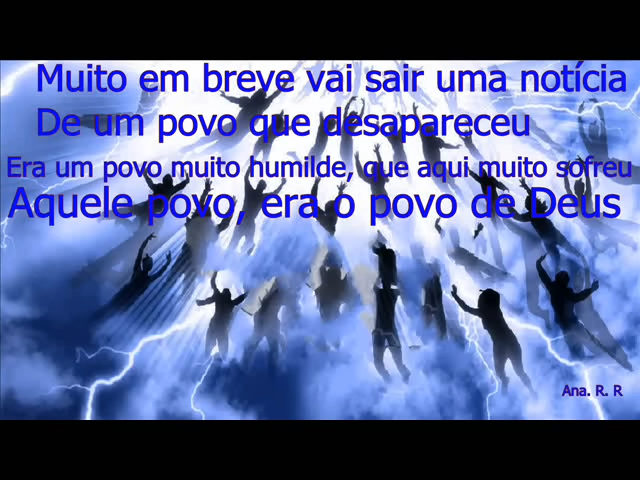 Muito em breve vai sair uma notícia
De um povo que desapareceu
Era um povo muito humilde, que aqui muito sofreu
Aquele povo, era o povo de Deus
Ana. R. R